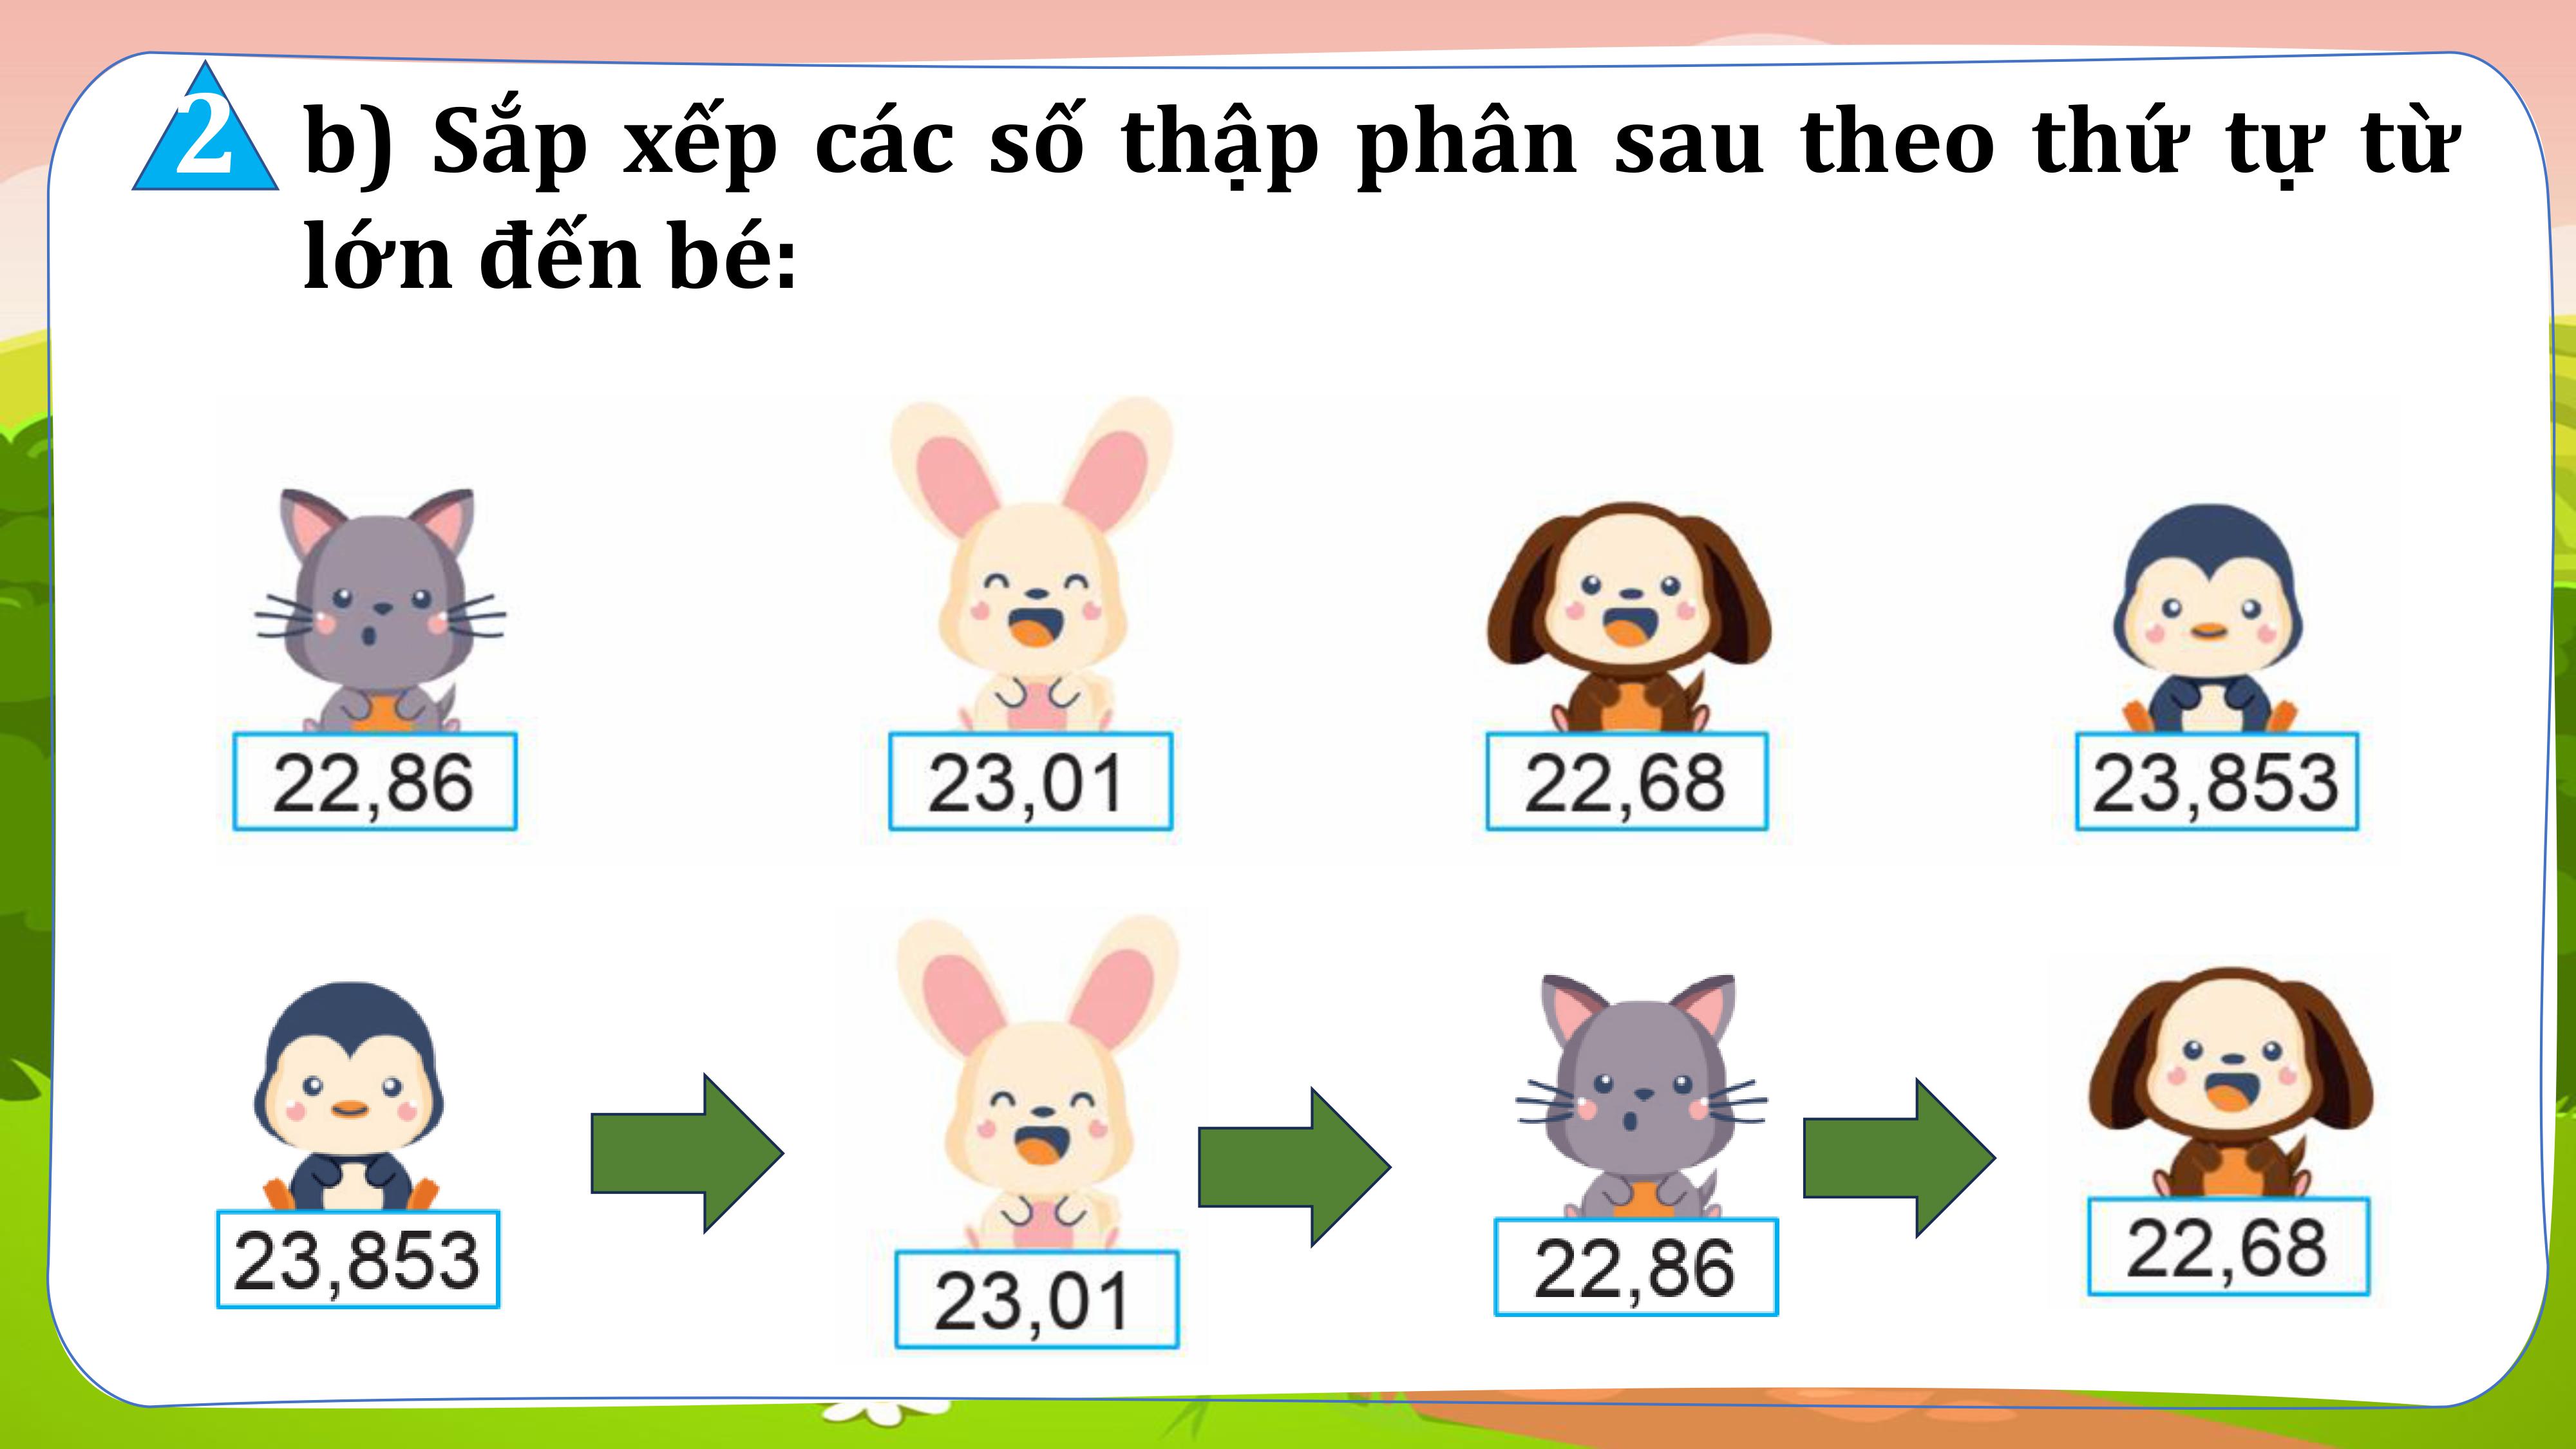 2
b) Sắp xếp các số thập phân sau theo thứ tự từ
lớn đến bé:
22,86 23,01 22,68 23,853
23,853 23,01 22,86 22,68